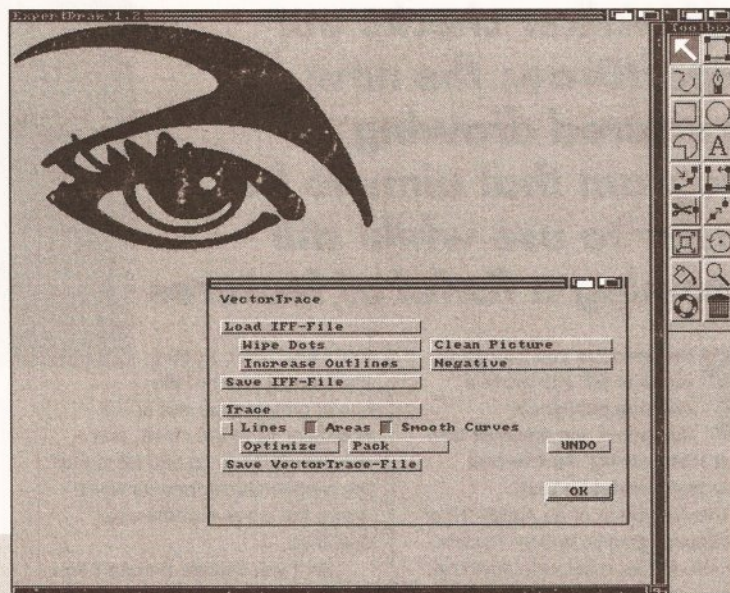 ExpertDraw 1.2
Toolbox
A
VectorTrace
Load IFF-File
Wipe Dots Clean Picture
Increase Outlines Negative
Save IFF-File
Trace
Lines Areas Smooth Curves
Optimize Pack UNDO
Save VectorTrace-File
OK